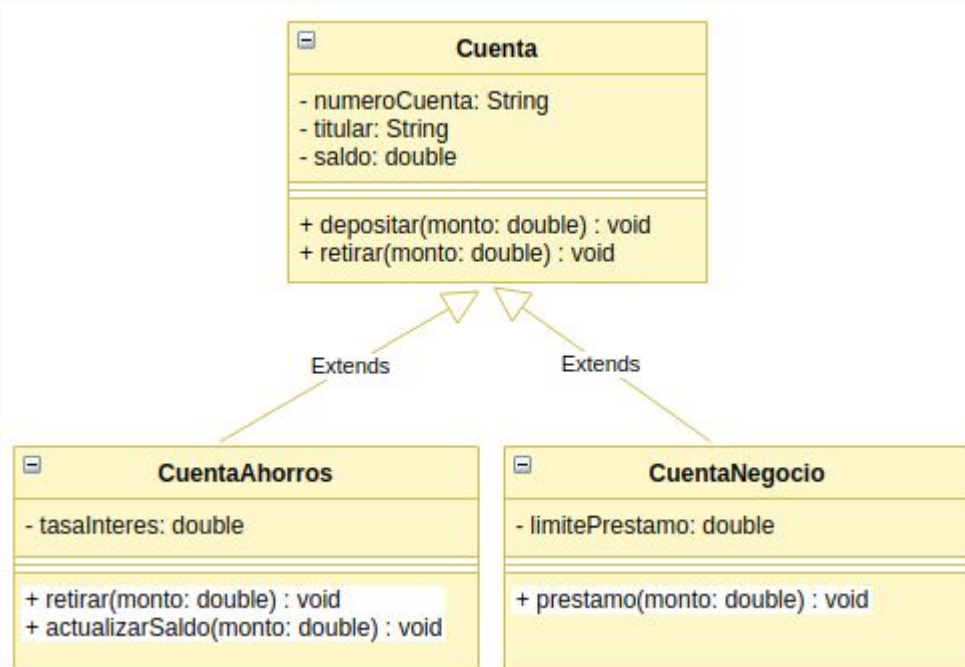 Cuenta
- numeroCuenta: String
- titular: String
- saldo: double
+ depositar(monto: double) : void
+ retirar(monto: double) : void
Extends
Extends
CuentaAhorros
- tasaInteres: double
+ retirar(monto: double) : void
+ actualizarSaldo(monto: double) : void
CuentaNegocio
- limitePrestamo: double
+ prestamo(monto: double) : void